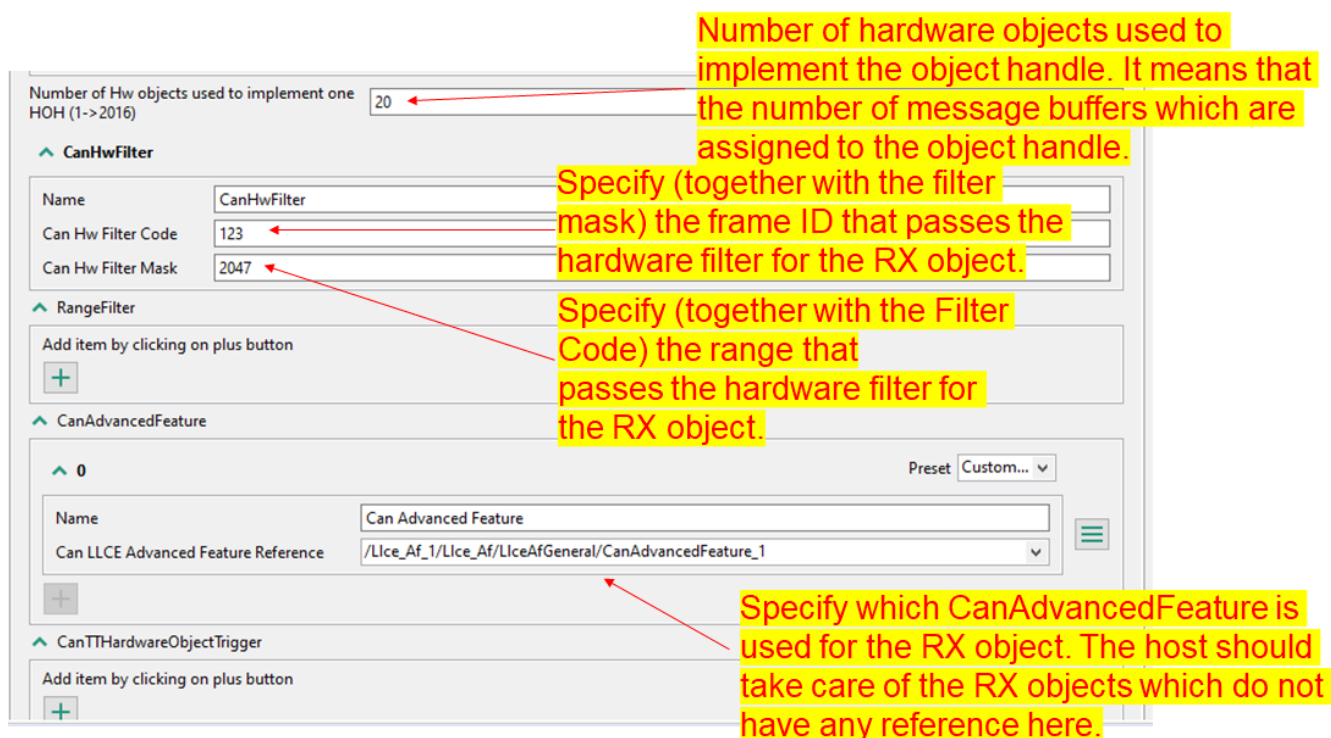 Number of hardware objects used to
implement the object handle. It means that
the number of message buffers which are
assigned to the object handle.
Number of Hw objects used to implement one
HOH (1->2016)
20
CanHwFilter
Name
CanHwFilter
Can Hw Filter Code
123
Can Hw Filter Mask
2047
Specify (together with the filter
mask) the frame ID that passes the
hardware filter for the RX object.
RangeFilter
Add item by clicking on plus button
Specify (together with the Filter
Code) the range that
passes the hardware filter for
the RX object.
CanAdvancedFeature
0
Preset Custom...
Name
Can Advanced Feature
Can LLCE Advanced Feature Reference
/Llce_Af_1/Llce_Af/LlceAfGeneral/CanAdvancedFeature_1
Specify which CanAdvancedFeature is
used for the RX object. The host should
take care of the RX objects which do not
have any reference here.
CanTTHardwareObjectTrigger
Add item by clicking on plus button